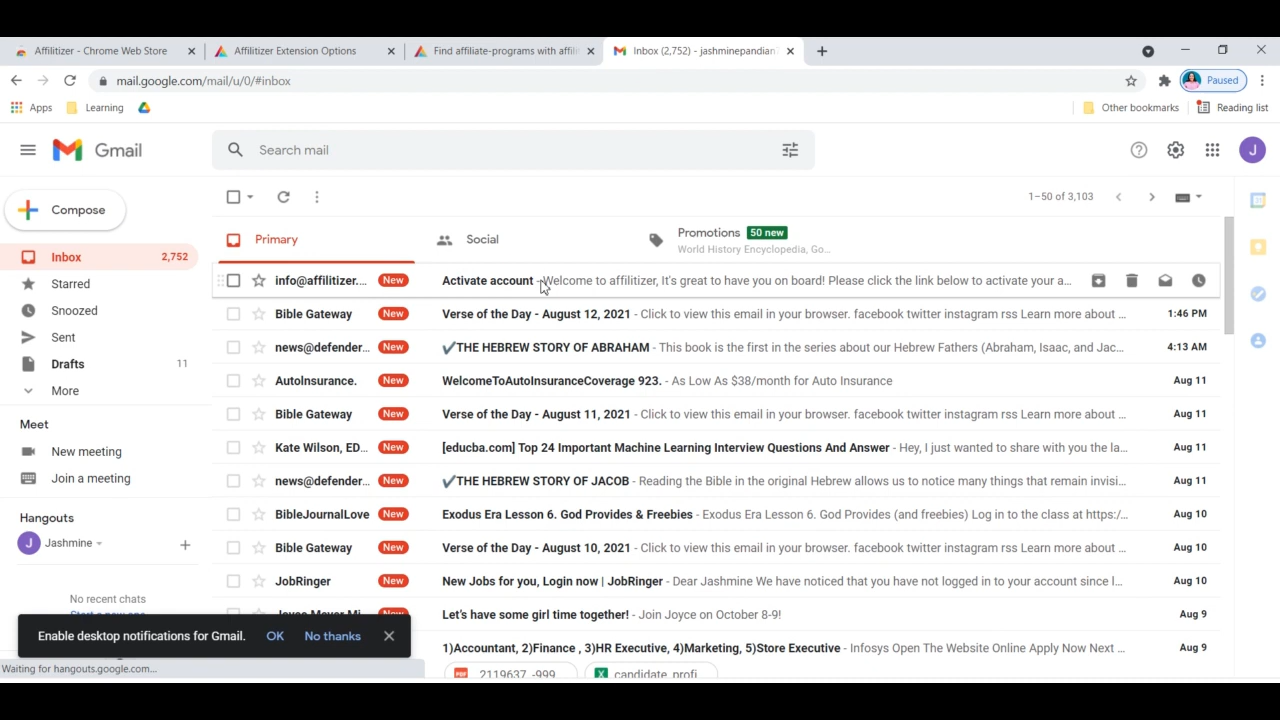 Affilitizer - Chrome Web Store
Affilitizer Extension Options
Find affiliate-programs with affili
Inbox (2,752) - jashminepandian
mail.google.com/mail/u/0/#inbox
Paused
Apps
Learning
Other bookmarks
Reading list
Gmail
Search mail
J
Compose
1–50 of 3,103
Inbox 2,752
Starred
Snoozed
Sent
Drafts 11
More
Meet
New meeting
Join a meeting
Hangouts
J Jashmine
No recent chats
Primary
Social
Promotions 50 new
World History Encyclopedia, Go...
info@affilitizer.... New Activate account - Welcome to affilitizer, It's great to have you on board! Please click the link below to activate your a...
Bible Gateway New Verse of the Day - August 12, 2021 - Click to view this email in your browser. facebook twitter instagram rss Learn more about ... 1:46 PM
news@defender... New ✔THE HEBREW STORY OF ABRAHAM - This book is the first in the series about our Hebrew Fathers (Abraham, Isaac, and Jac... 4:13 AM
AutoInsurance. New WelcomeToAutoInsuranceCoverage 923. - As Low As $38/month for Auto Insurance Aug 11
Bible Gateway New Verse of the Day - August 11, 2021 - Click to view this email in your browser. facebook twitter instagram rss Learn more about ... Aug 11
Kate Wilson, ED... New [educba.com] Top 24 Important Machine Learning Interview Questions And Answer - Hey, I just wanted to share with you the la... Aug 11
news@defender... New ✔THE HEBREW STORY OF JACOB - Reading the Bible in the original Hebrew allows us to notice many things that remain invisi... Aug 11
BibleJournalLove New Exodus Era Lesson 6. God Provides & Freebies - Exodus Era Lesson 6. God Provides (and freebies) Log in to the class at https:/... Aug 10
Bible Gateway New Verse of the Day - August 10, 2021 - Click to view this email in your browser. facebook twitter instagram rss Learn more about ... Aug 10
JobRinger New New Jobs for you, Login now | JobRinger - Dear Jashmine We have noticed that you have not logged in to your account since l... Aug 10
Let's have some girl time together! - Join Joyce on October 8-9! Aug 9
1)Accountant, 2)Finance , 3)HR Executive, 4)Marketing, 5)Store Executive - Infosys Open The Website Online Apply Now Next ... Aug 9
PDF 2119637 -999...
X candidate_profi...
Enable desktop notifications for Gmail. OK No thanks
Waiting for hangouts.google.com...